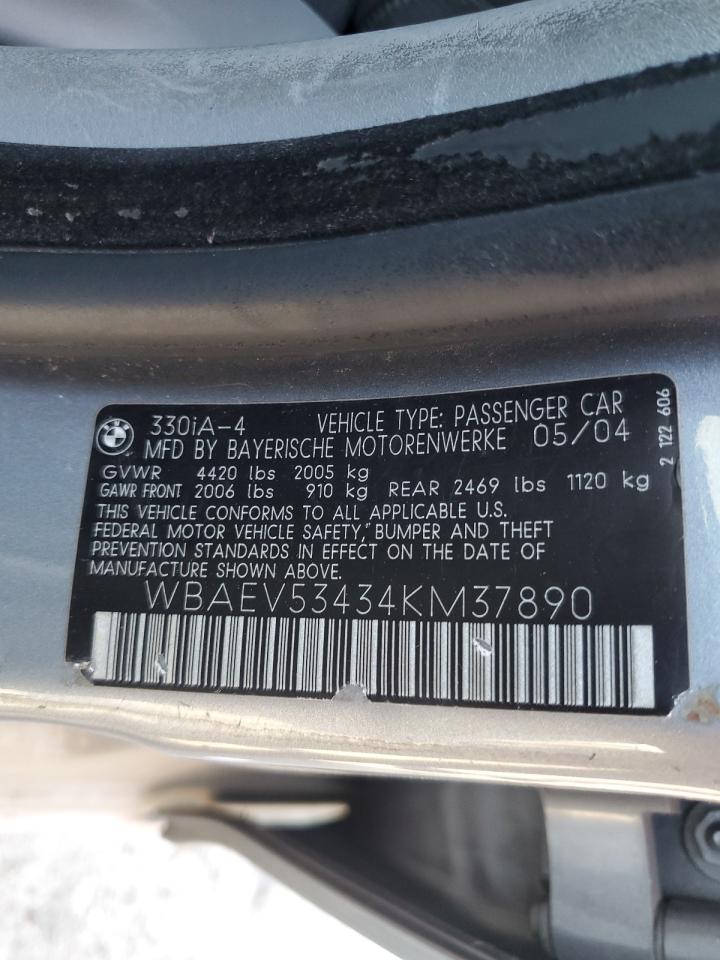 BMW
330iA-4 VEHICLE TYPE: PASSENGER CAR
MFD BY BAYERISCHE MOTORENWERKE 05/04
GVWR 4420 lbs 2005 kg
GAWR FRONT 2006 lbs 910 kg REAR 2469 lbs 1120 kg
THIS VEHICLE CONFORMS TO ALL APPLICABLE U.S.
FEDERAL MOTOR VEHICLE SAFETY, BUMPER AND THEFT
PREVENTION STANDARDS IN EFFECT ON THE DATE OF
MANUFACTURE SHOWN ABOVE.
WBAEV53434KM37890
2 122 606